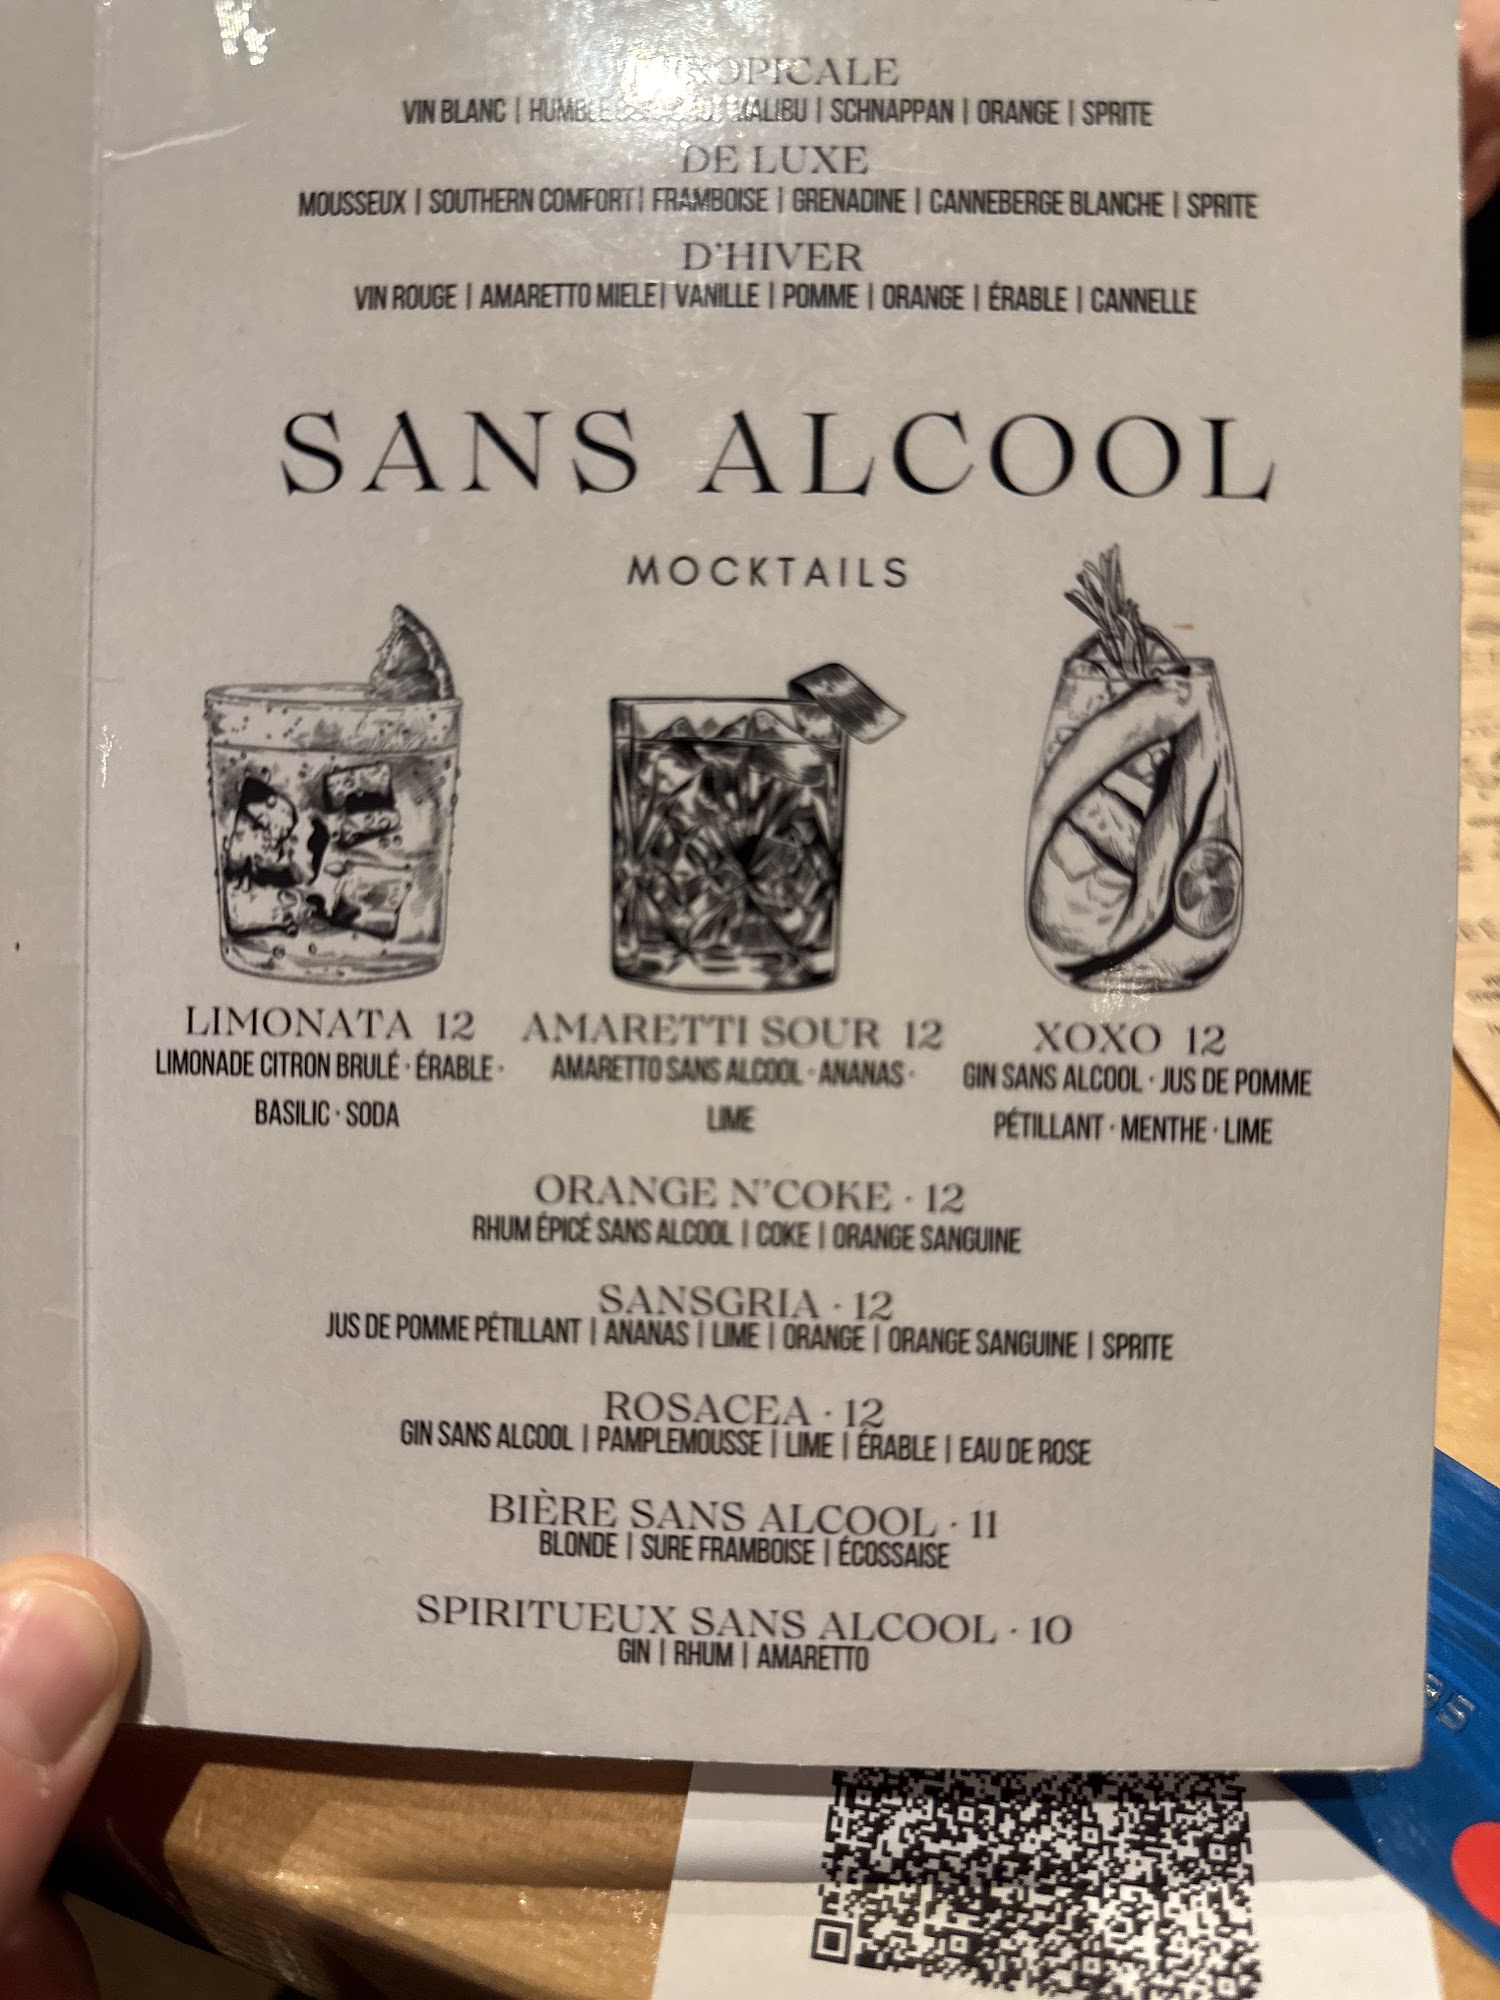 TROPICALE
VIN BLANC | HUMBLE | MALIBU | SCHNAPPAN | ORANGE | SPRITE
DE LUXE
MOUSSEUX | SOUTHERN COMFORT| FRAMBOISE | GRENADINE | CANNEBERGE BLANCHE | SPRITE
D'HIVER
VIN ROUGE | AMARETTO MIELE| VANILLE | POMME | ORANGE | ÉRABLE | CANNELLE
SANS ALCOOL
MOCKTAILS
LIMONATA 12
LIMONADE CITRON BRULÉ · ÉRABLE ·
BASILIC · SODA
AMARETTI SOUR 12
AMARETTO SANS ALCOOL · ANANAS ·
LIME
XOXO 12
GIN SANS ALCOOL · JUS DE POMME
PÉTILLANT · MENTHE · LIME
ORANGE N'COKE · 12
RHUM ÉPICÉ SANS ALCOOL | COKE | ORANGE SANGUINE
SANSGRIA · 12
JUS DE POMME PÉTILLANT | ANANAS | LIME | ORANGE | ORANGE SANGUINE | SPRITE
ROSACEA · 12
GIN SANS ALCOOL | PAMPLEMOUSSE | LIME | ÉRABLE | EAU DE ROSE
BIÈRE SANS ALCOOL · 11
BLONDE | SURE FRAMBOISE | ÉCOSSAISE
SPIRITUEUX SANS ALCOOL · 10
GIN | RHUM | AMARETTO